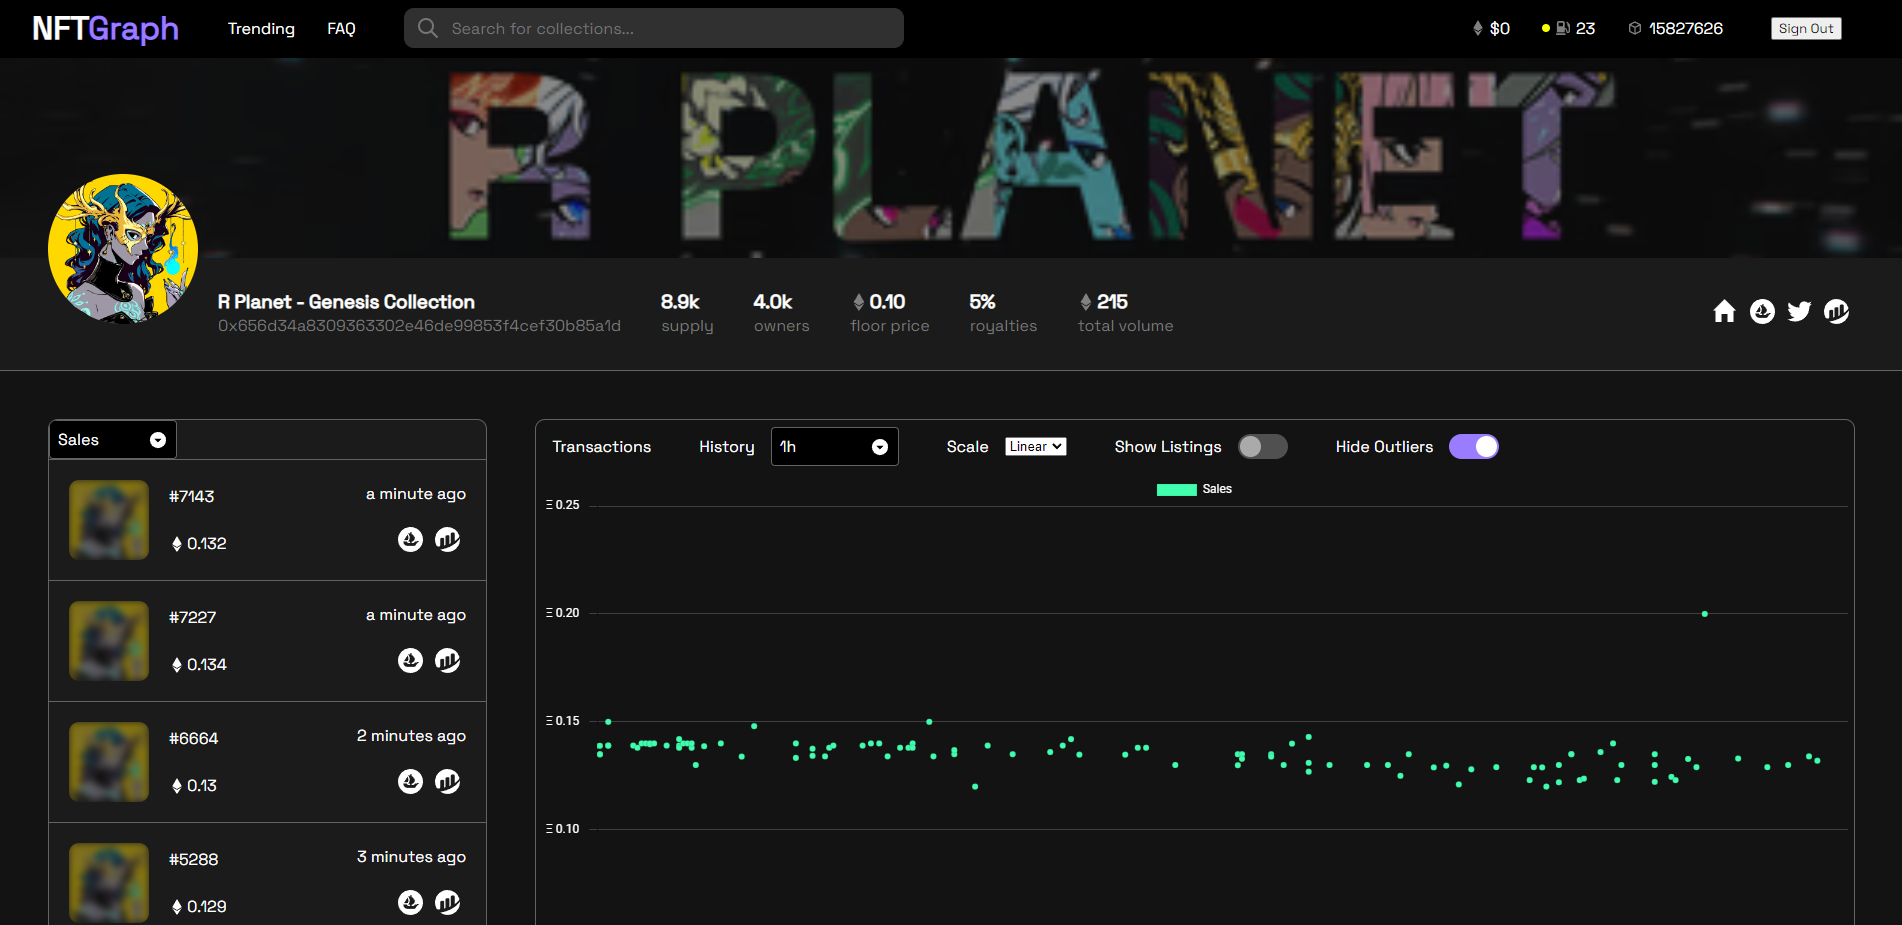 NFTGraph Trending FAQ Search for collections... $0 23 15827626 Sign Out
R PLANET
R Planet - Genesis Collection
0x656d34a8309363302e46de99853f4cef30b85a1d
8.9k
supply
4.0k
owners
0.10
floor price
5%
royalties
215
total volume
Sales
#7143 a minute ago
0.132
#7227 a minute ago
0.134
#6664 2 minutes ago
0.13
#5288 3 minutes ago
0.129
Transactions History 1h Scale Linear Show Listings Hide Outliers
Sales
Ξ 0.25
Ξ 0.20
Ξ 0.15
Ξ 0.10